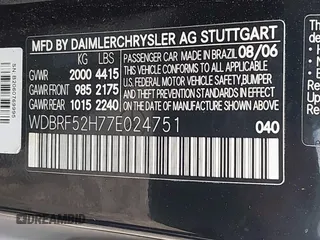 MFD BY DAIMLERCHRYSLER AG STUTTGART
PASSENGER CAR / MADE IN BRAZIL 08/06
KG LBS
GVWR 2000 4415
GAWR FRONT 985 2175
GAWR REAR 1015 2240
THIS VEHICLE CONFORMS TO ALL APPLICABLE
FEDERAL MOTOR VEHICLE SAFETY, BUMPER
AND THEFT PREVENTION STANDARDS IN EFFECT ON THE DATE
OF MANUFACTURE SHOWN ABOVE.
WDBRF52H77E024751
040
DREAMBID